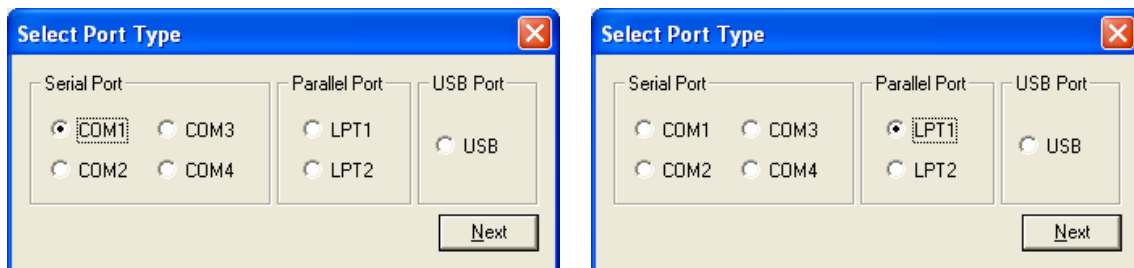 Select Port Type
Serial Port Parallel Port USB Port
COM1 COM3 LPT1
USB
COM2 COM4 LPT2
Next
Select Port Type
Serial Port Parallel Port USB Port
COM1 COM3 LPT1
USB
COM2 COM4 LPT2
Next